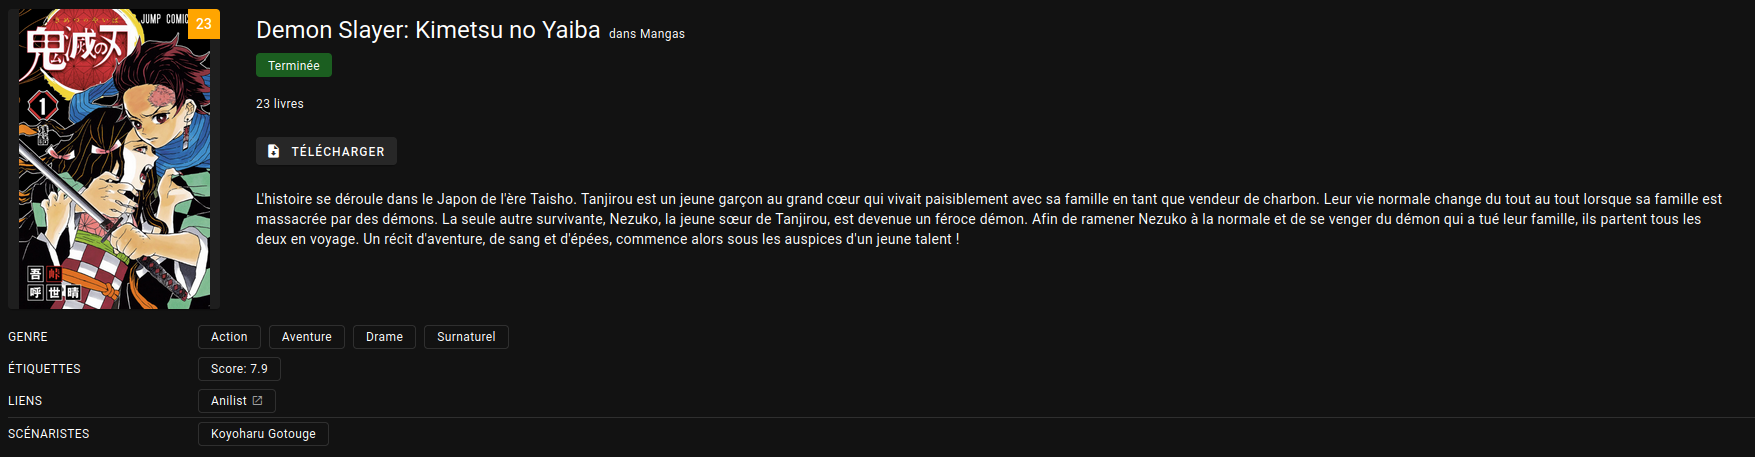 JUMP COMICS
23
鬼滅の刃
1
吾峠
呼世晴
Demon Slayer: Kimetsu no Yaiba dans Mangas
Terminée
23 livres
TÉLÉCHARGER
L'histoire se déroule dans le Japon de l'ère Taisho. Tanjirou est un jeune garçon au grand cœur qui vivait paisiblement avec sa famille en tant que vendeur de charbon. Leur vie normale change du tout au tout lorsque sa famille est
massacrée par des démons. La seule autre survivante, Nezuko, la jeune sœur de Tanjirou, est devenue un féroce démon. Afin de ramener Nezuko à la normale et de se venger du démon qui a tué leur famille, ils partent tous les
deux en voyage. Un récit d'aventure, de sang et d'épées, commence alors sous les auspices d'un jeune talent !
GENRE Action Aventure Drame Surnaturel
ÉTIQUETTES Score: 7.9
LIENS Anilist
SCÉNARISTES Koyoharu Gotouge